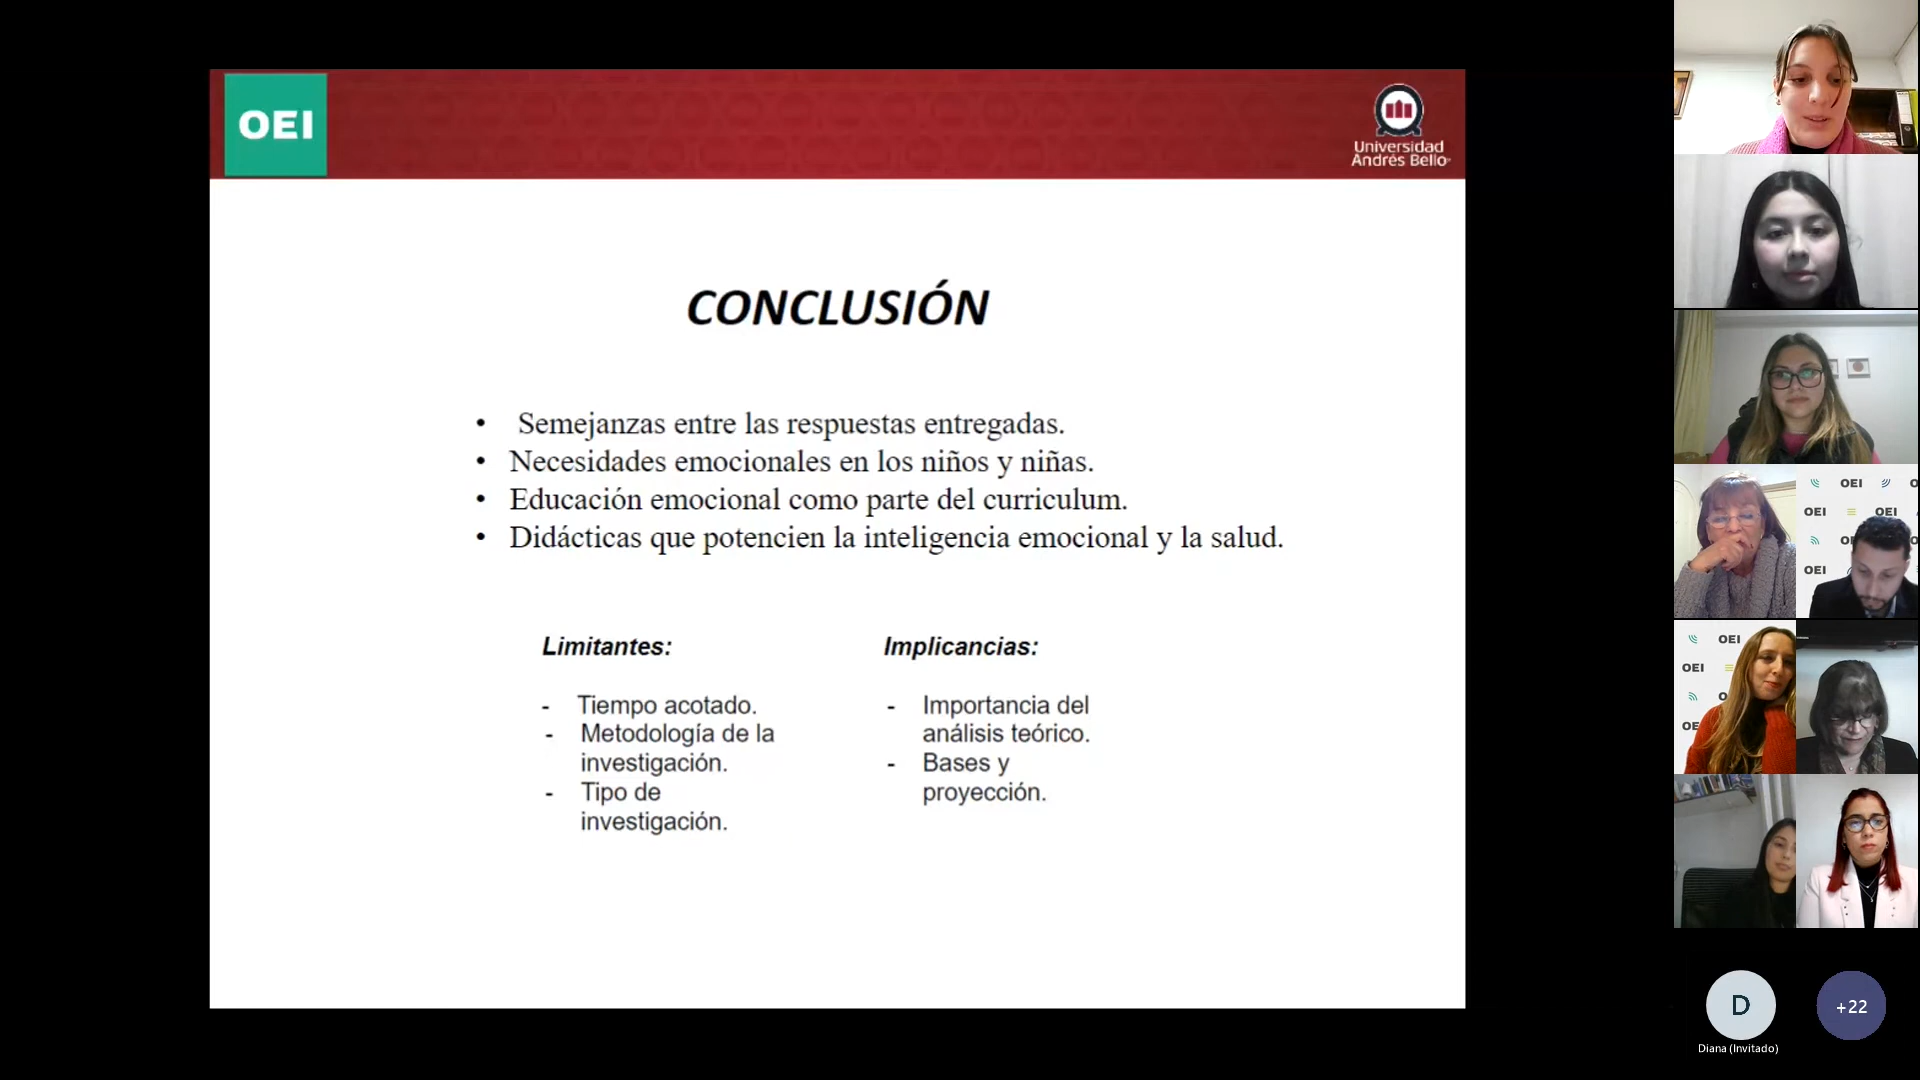 OEI
Universidad
Andrés Bello
CONCLUSIÓN
• Semejanzas entre las respuestas entregadas.
• Necesidades emocionales en los niños y niñas.
• Educación emocional como parte del curriculum.
• Didácticas que potencien la inteligencia emocional y la salud.
Limitantes:
- Tiempo acotado.
- Metodología de la
investigación.
- Tipo de
investigación.
Implicancias:
- Importancia del
análisis teórico.
- Bases y
proyección.
OEI
OEI
OEI
OEI
OEI
OEI
D
Diana (Invitado)
+22